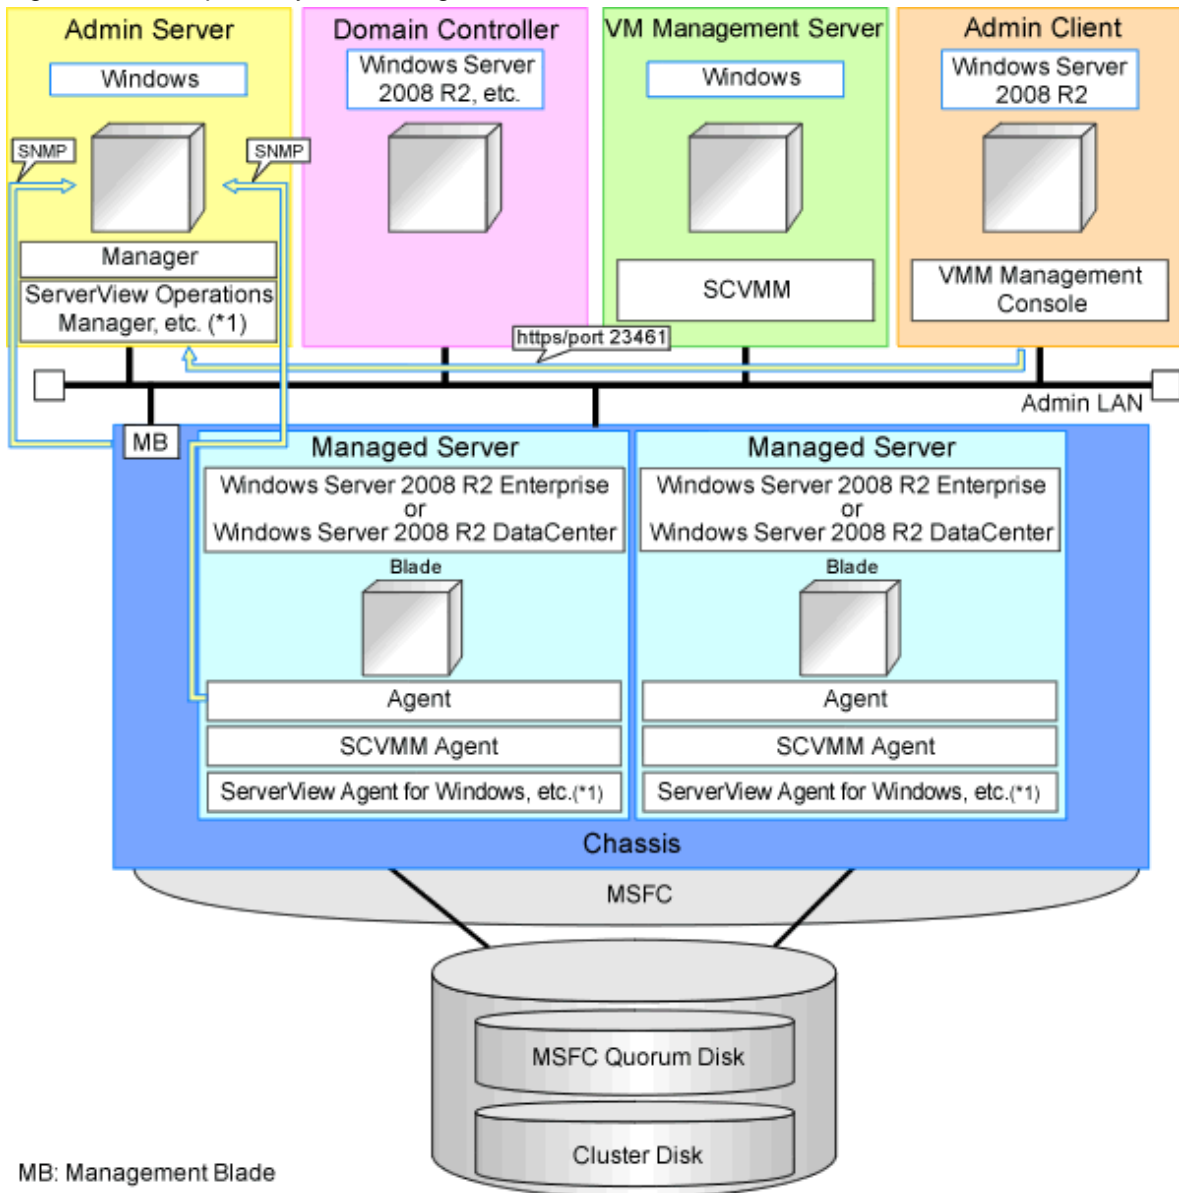 Admin Server
Windows
SNMP
SNMP
Manager
ServerView Operations
Manager, etc. (*1)
Domain Controller
Windows Server
2008 R2, etc.
VM Management Server
Windows
SCVMM
Admin Client
Windows Server
2008 R2
VMM Management
Console
https/port 23461
Admin LAN
MB
Managed Server
Windows Server 2008 R2 Enterprise
or
Windows Server 2008 R2 DataCenter
Blade
Agent
SCVMM Agent
ServerView Agent for Windows, etc.(*1)
Managed Server
Windows Server 2008 R2 Enterprise
or
Windows Server 2008 R2 DataCenter
Blade
Agent
SCVMM Agent
ServerView Agent for Windows, etc.(*1)
Chassis
MSFC
MSFC Quorum Disk
Cluster Disk
MB: Management Blade